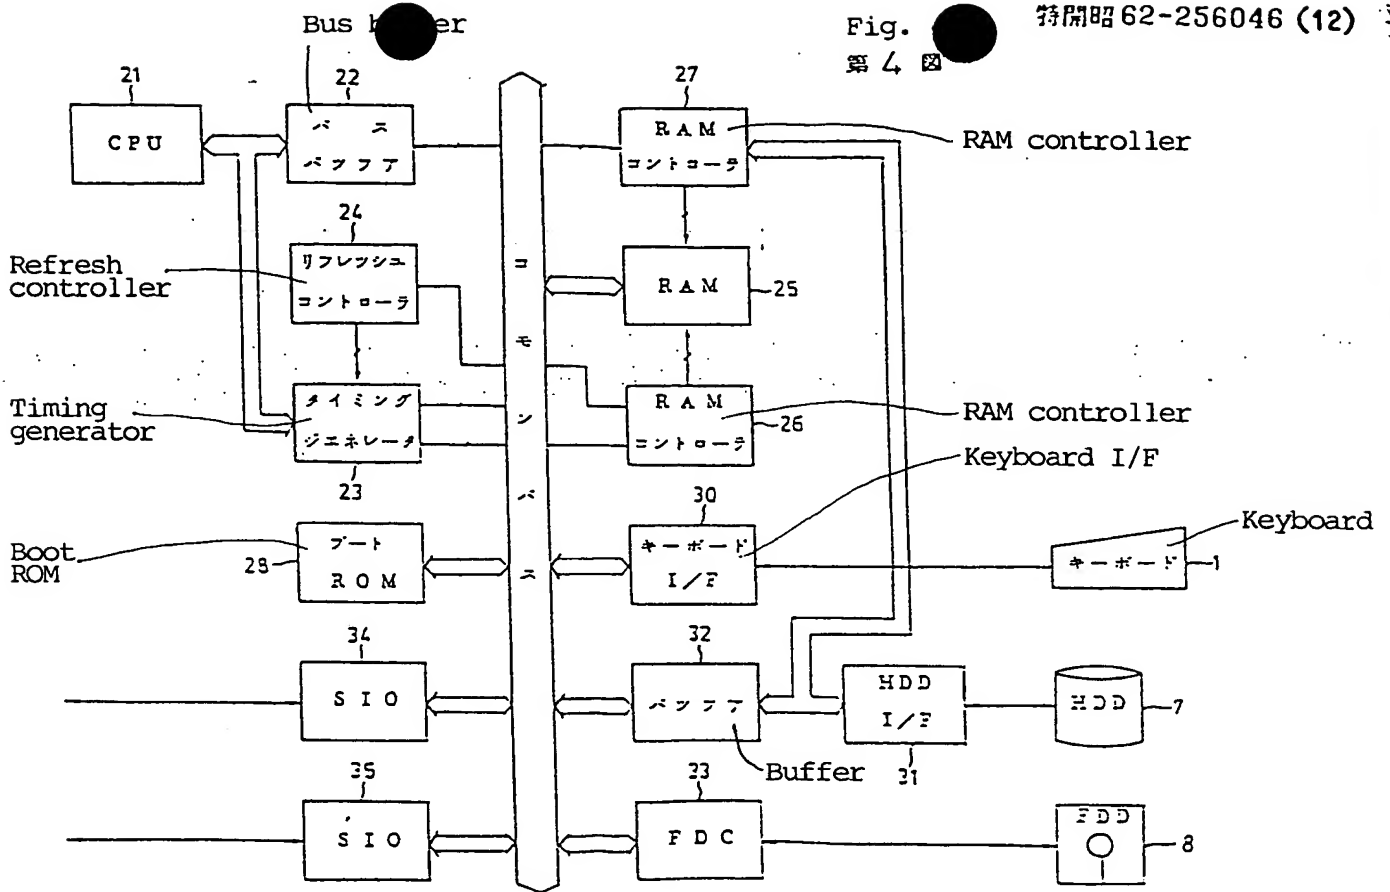 Bus
Fig.
特開昭62-256046 (12)
第4図
21
22
27
CPU
バス
バッファ
RAM
コントローラ
RAM controller
24
Refresh
controller
リフレッシュ
コントローラ
コモンバス
RAM
25
Timing
generator
タイミング
ジエネレータ
23
RAM
コントローラ
26
RAM controller
Keyboard I/F
30
Boot
ROM
28
ブート
ROM
キーボード
I/F
Keyboard
キーボード
1
34
32
SIO
バッファ
HDD
I/F
HDD
7
Buffer
31
35
33
SIO
FDC
FDD
8